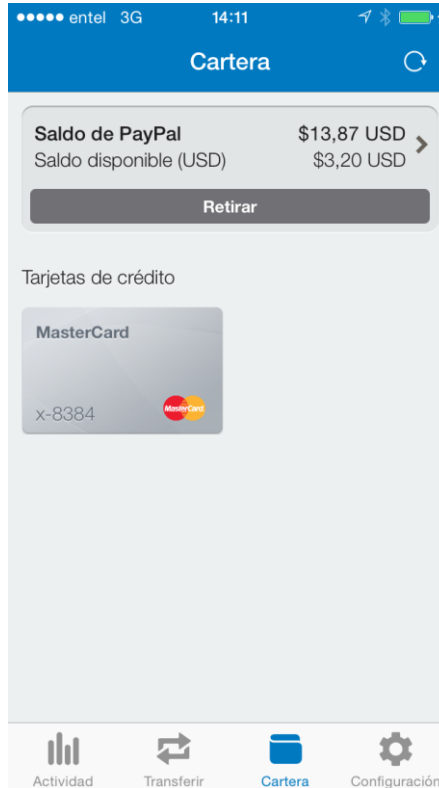 entel 3G 14:11
Cartera
Saldo de PayPal $13,87 USD
Saldo disponible (USD) $3,20 USD
Retirar
Tarjetas de crédito
MasterCard
x-8384 MasterCard
Actividad Transferir Cartera Configuración